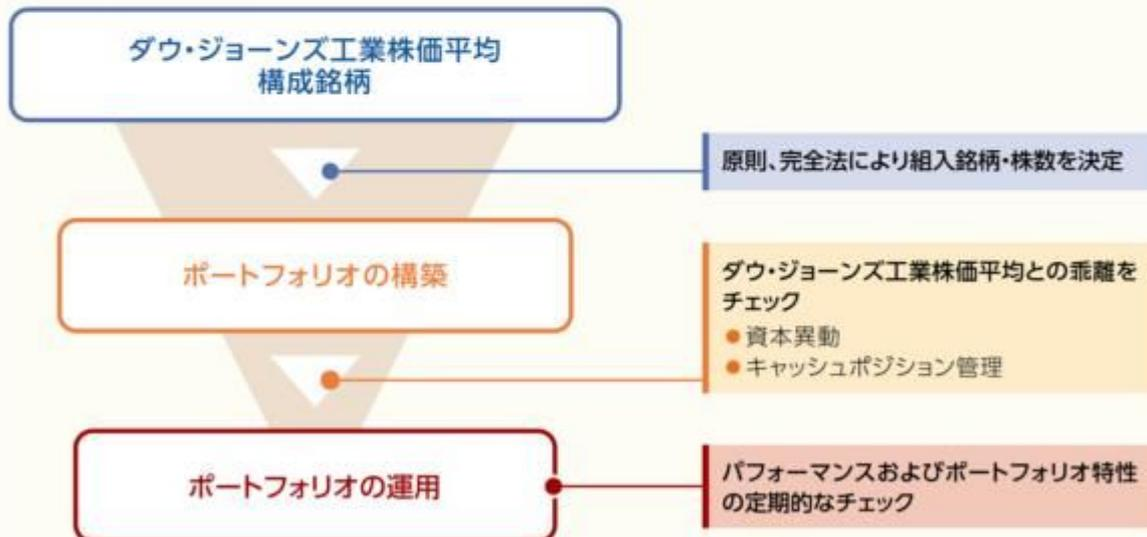 ダウ・ジョーンズ工業株価平均
構成銘柄
原則、完全法により組入銘柄・株数を決定
ポートフォリオの構築
ダウ・ジョーンズ工業株価平均との乖離を
チェック
●資本異動
●キャッシュポジション管理
ポートフォリオの運用
パフォーマンスおよびポートフォリオ特性
の定期的なチェック